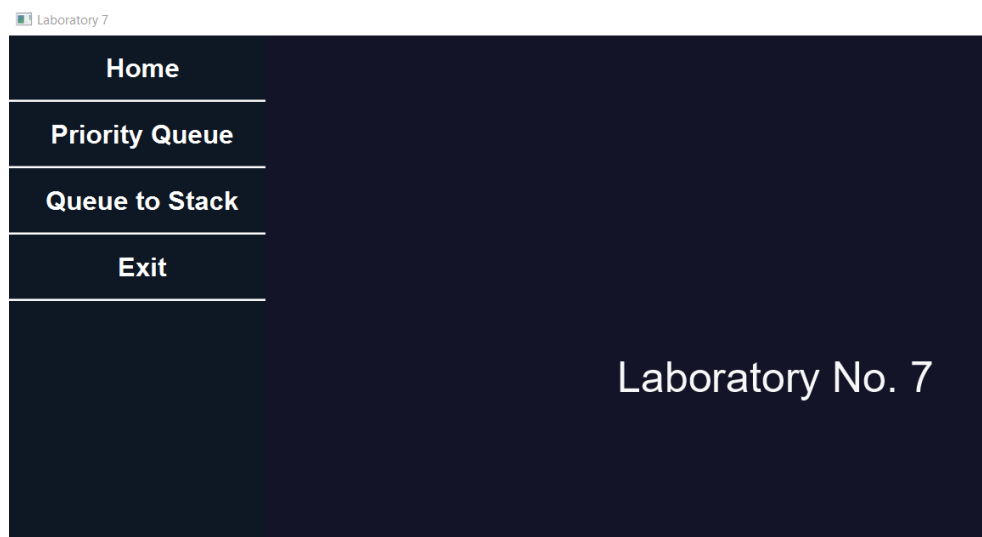 Laboratory 7
Home
Priority Queue
Queue to Stack
Exit
Laboratory No. 7